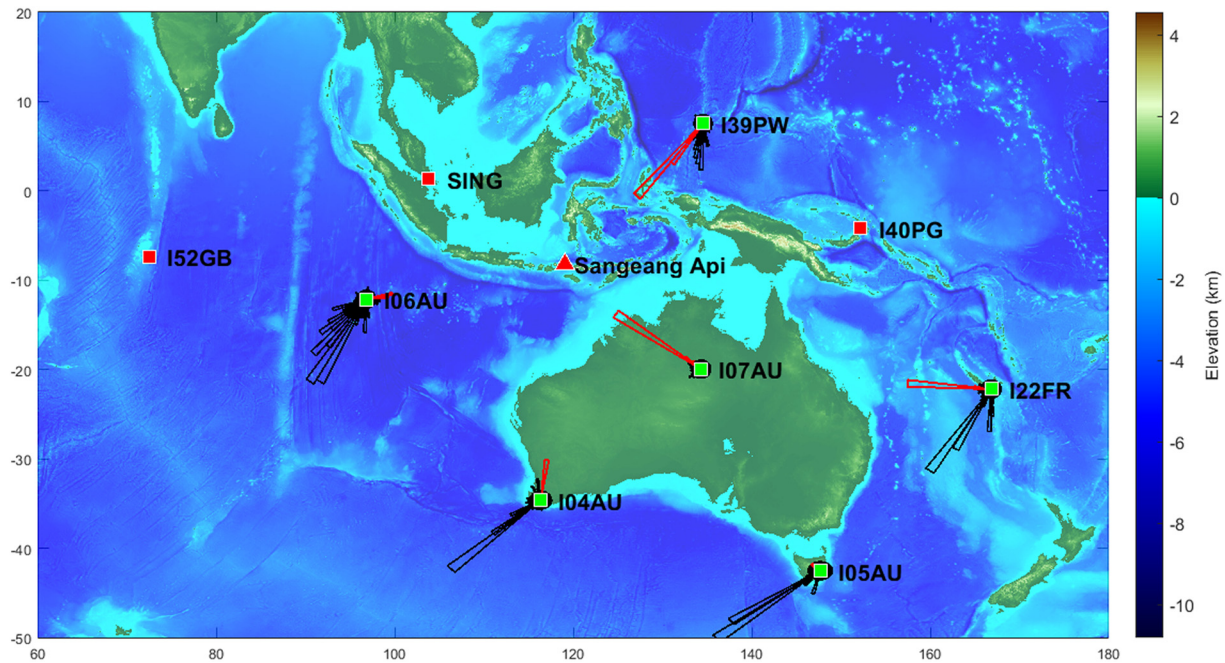 20
10
0
-10
-20
-30
-40
-50
60
80
100
120
140
160
180
I39PW
SING
I40PG
I52GB
Sangeang Api
I06AU
I07AU
I22FR
I04AU
I05AU
4
2
0
-2
-4
-6
-8
-10
Elevation (km)